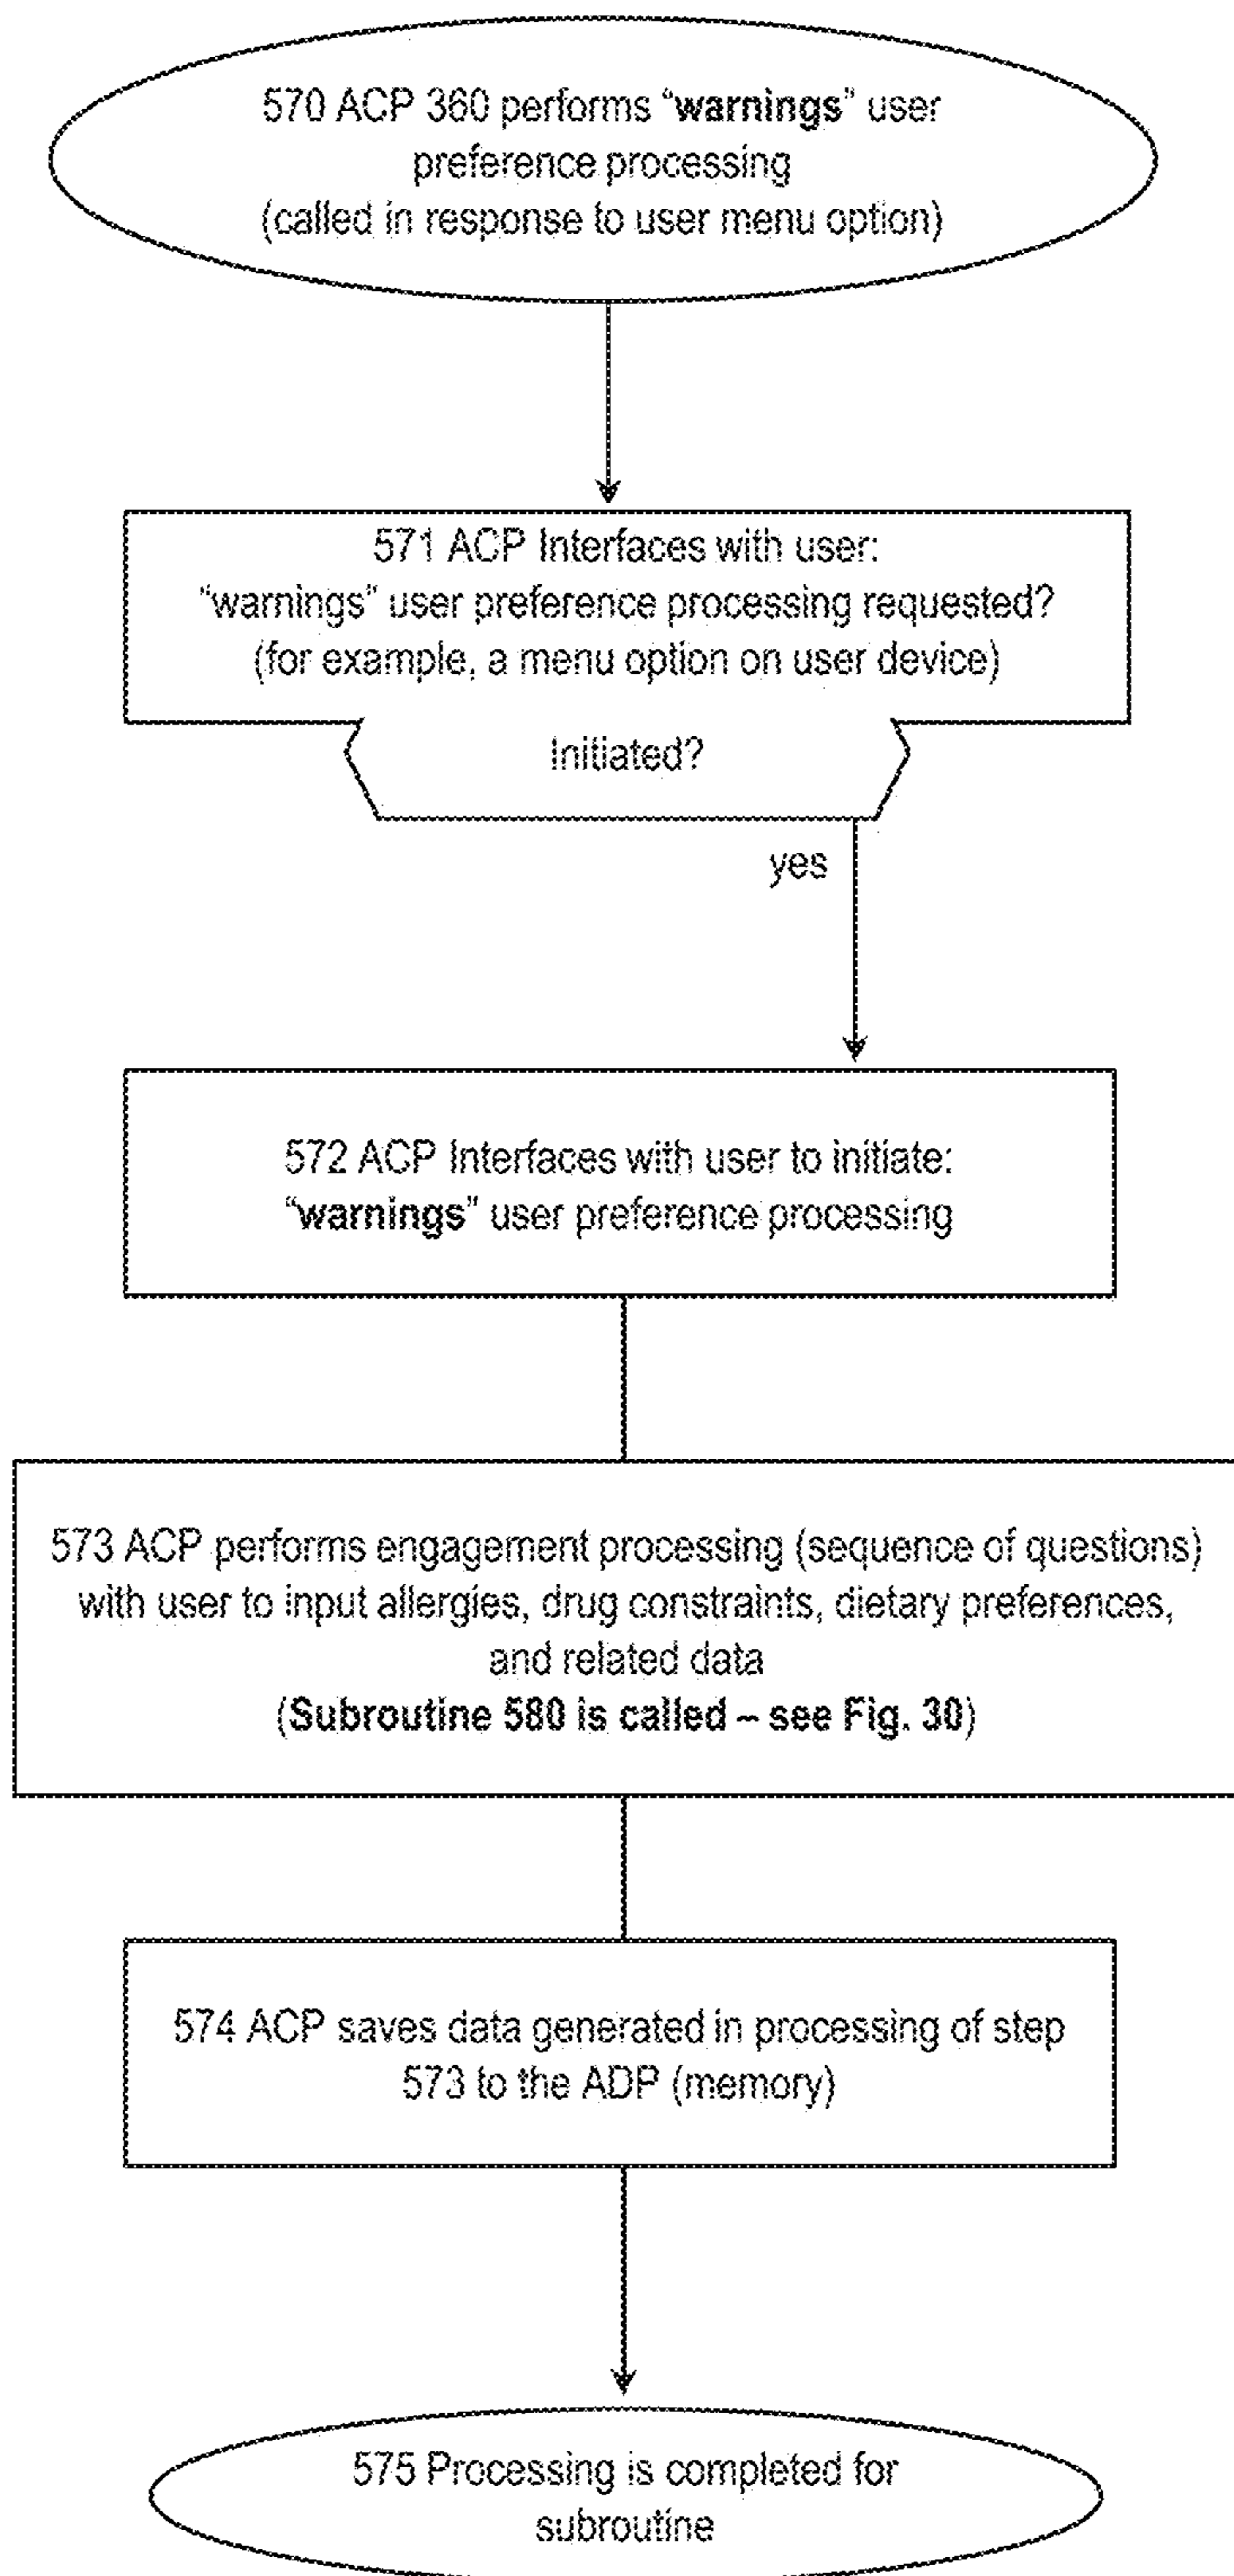 570 ACP 360 performs “warnings” user
preference processing
(called in response to user menu option)
571 ACP Interfaces with user:
“warnings” user preference processing requested?
(for example, a menu option on user device)
Initiated?
yes
572 ACP Interfaces with user to initiate:
“warnings” user preference processing
573 ACP performs engagement processing (sequence of questions)
with user to input allergies, drug constraints, dietary preferences,
and related data
(Subroutine 580 is called – see Fig. 30)
574 ACP saves data generated in processing of step
573 to the ADP (memory)
575 Processing is completed for
subroutine